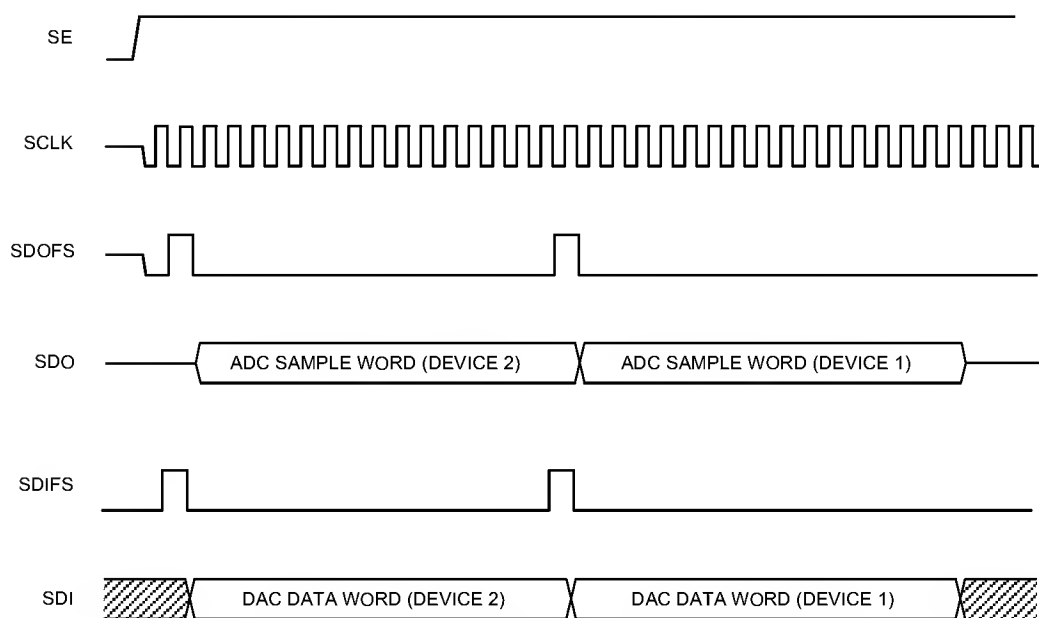 SE
SCLK
SDOFS
SDO
ADC SAMPLE WORD (DEVICE 2)
ADC SAMPLE WORD (DEVICE 1)
SDIFS
SDI
DAC DATA WORD (DEVICE 2)
DAC DATA WORD (DEVICE 1)